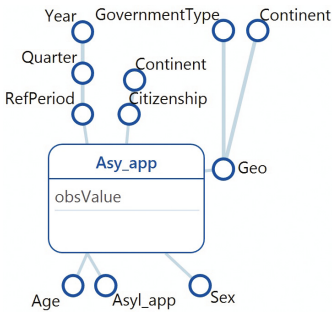 Year
GovernmentType
Continent
Quarter
Continent
RefPeriod
Citizenship
Asy_app
Geo
obsValue
Age
Asyl_app
Sex